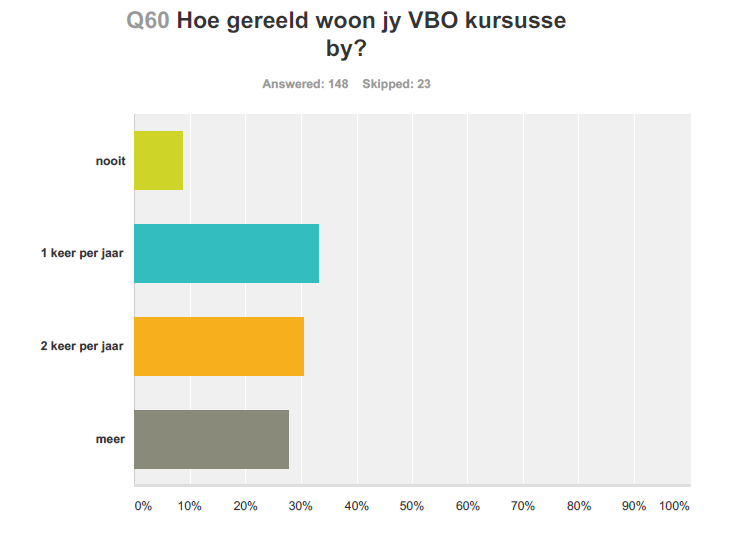 Q60 Hoe gereeld woon jy VBO kursusse
by?
Answered: 148 Skipped: 23
nooit
1 keer per jaar
2 keer per jaar
meer
0% 10% 20% 30% 40% 50% 60% 70% 80% 90% 100%